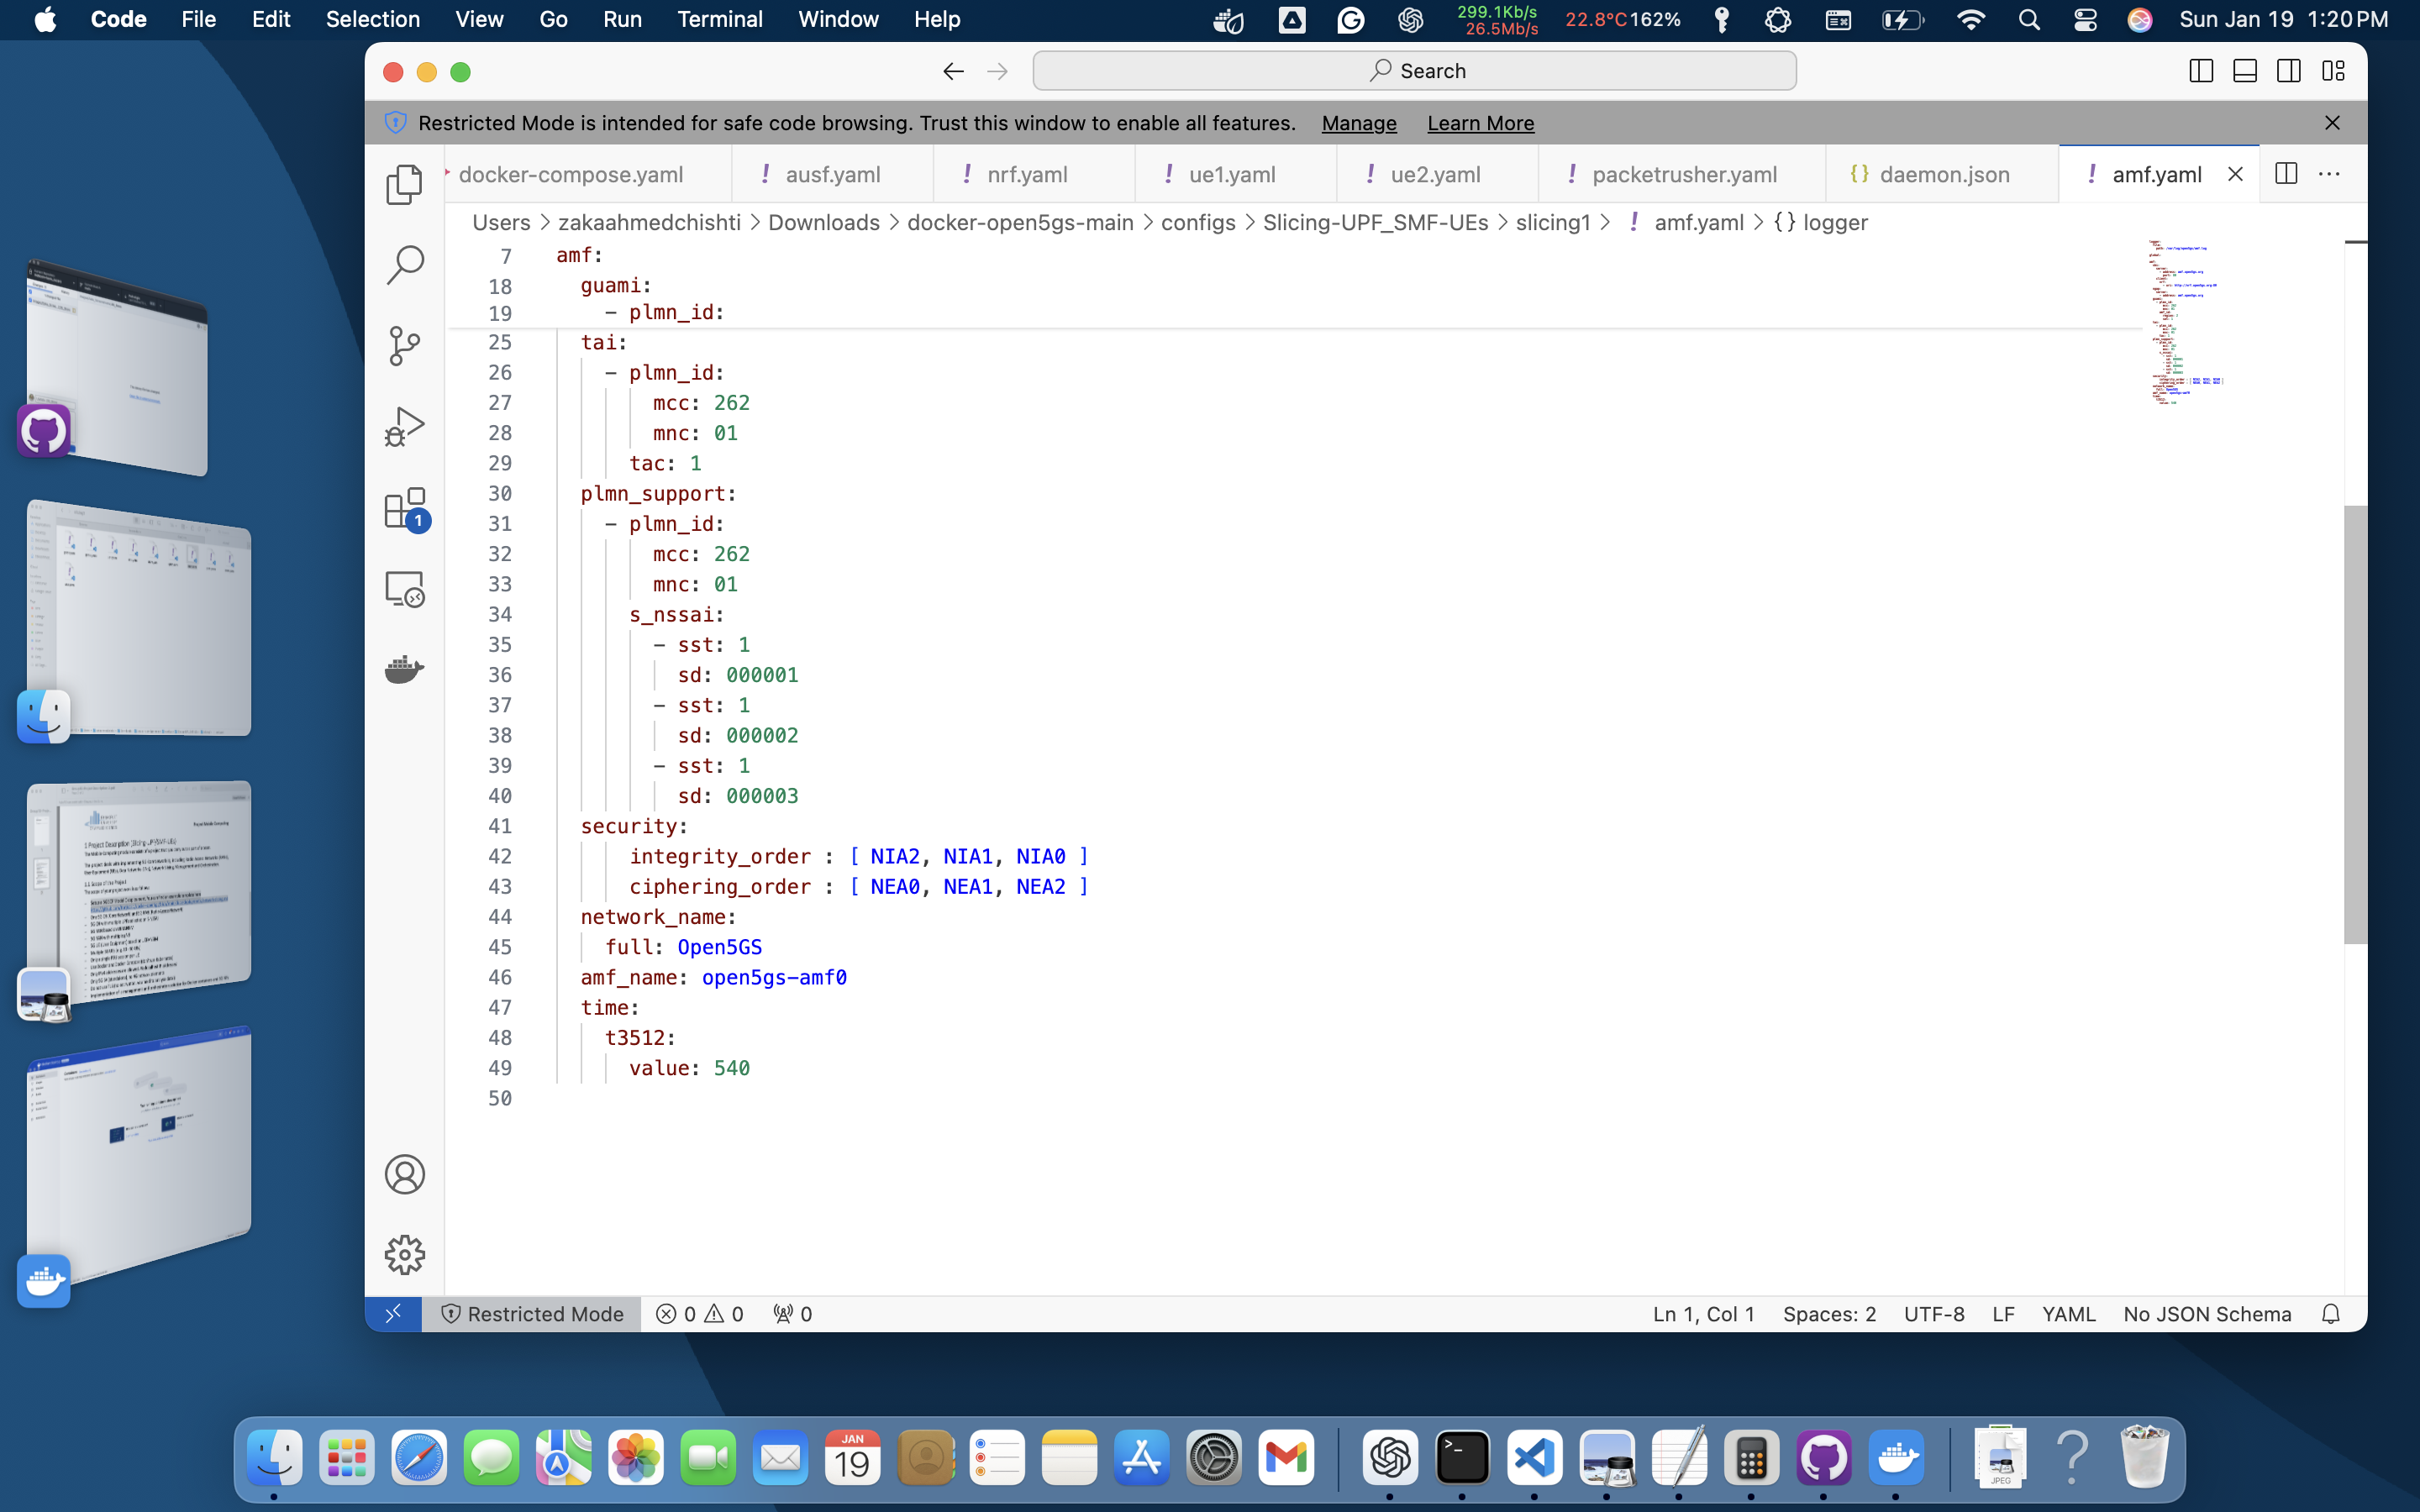 Code File Edit Selection View Go Run Terminal Window Help 299.1Kb/s 26.5Mb/s 22.8°C 162% Sun Jan 19 1:20 PM
Search
Restricted Mode is intended for safe code browsing. Trust this window to enable all features. Manage Learn More
docker-compose.yaml ! ausf.yaml ! nrf.yaml ! ue1.yaml ! ue2.yaml ! packetrusher.yaml {} daemon.json ! amf.yaml
Users > zakaahmedchishti > Downloads > docker-open5gs-main > configs > Slicing-UPF_SMF-UEs > slicing1 > ! amf.yaml > {} logger
7 amf:
18 guami:
19 - plmn_id:
25 tai:
26 - plmn_id:
27 mcc: 262
28 mnc: 01
29 tac: 1
30 plmn_support:
31 - plmn_id:
32 mcc: 262
33 mnc: 01
34 s_nssai:
35 - sst: 1
36 sd: 000001
37 - sst: 1
38 sd: 000002
39 - sst: 1
40 sd: 000003
41 security:
42 integrity_order : [ NIA2, NIA1, NIA0 ]
43 ciphering_order : [ NEA0, NEA1, NEA2 ]
44 network_name:
45 full: Open5GS
46 amf_name: open5gs-amf0
47 time:
48 t3512:
49 value: 540
50
1
Restricted Mode 0 0 0 Ln 1, Col 1 Spaces: 2 UTF-8 LF YAML No JSON Schema
JAN
19
JPEG